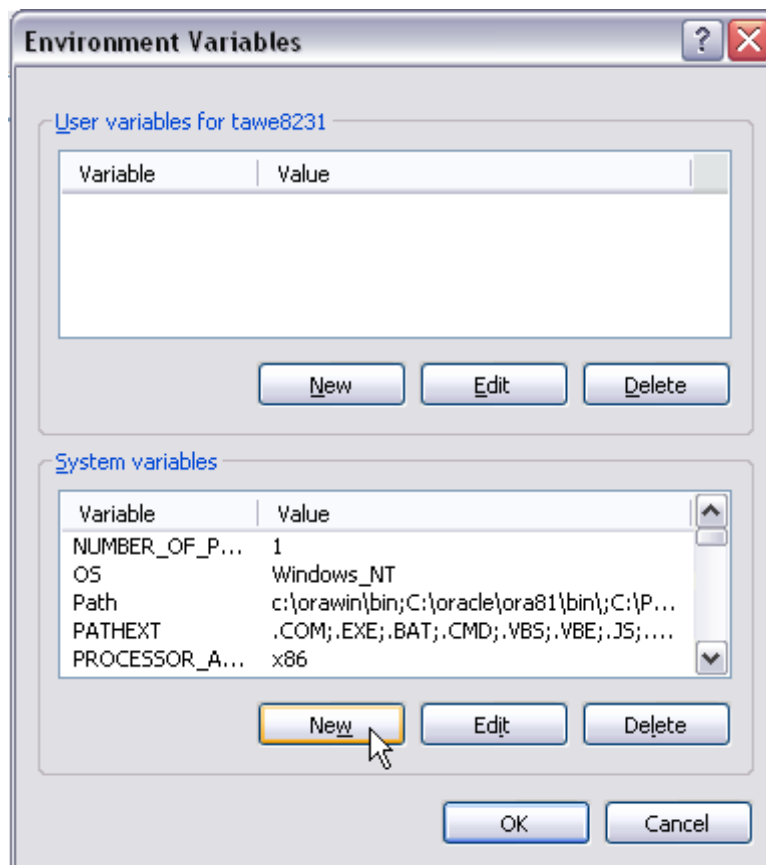 Environment Variables
User variables for tawe8231
Variable Value
New Edit Delete
System variables
Variable Value
NUMBER_OF_P... 1
OS Windows_NT
Path c:\orawin\bin;C:\oracle\ora81\bin\;C:\P...
PATHEXT .COM;.EXE;.BAT;.CMD;.VBS;.VBE;.JS;....
PROCESSOR_A... x86
New Edit Delete
OK Cancel